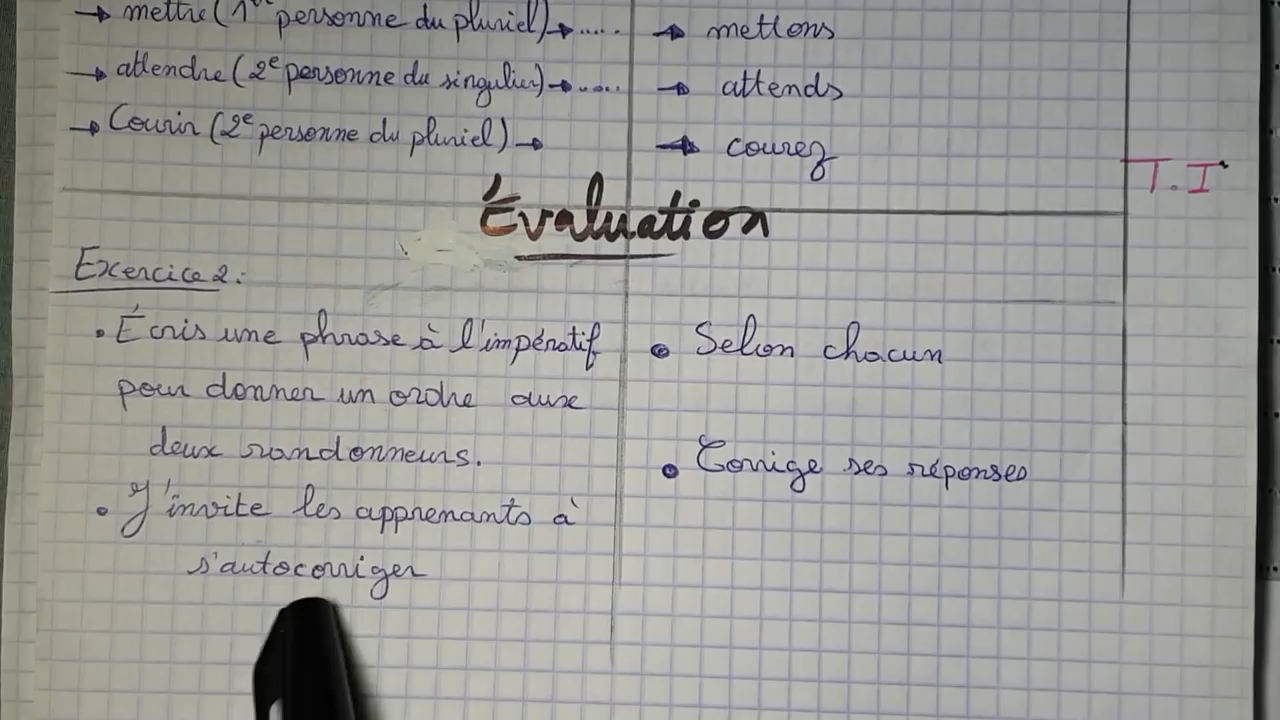 → mettre (1re personne du pluriel) → ..... → mettons
→ attendre (2e personne du singulier) → ..... → attends
→ Courir (2e personne du pluriel) → → courez
T.I
Évaluation
Exercice 2:
• Écris une phrase à l'impératif
pour donner un ordre aux
deux randonneurs.
• J'invite les apprenants à
s'autocorriger
• Selon chacun
• Corrige ses réponses